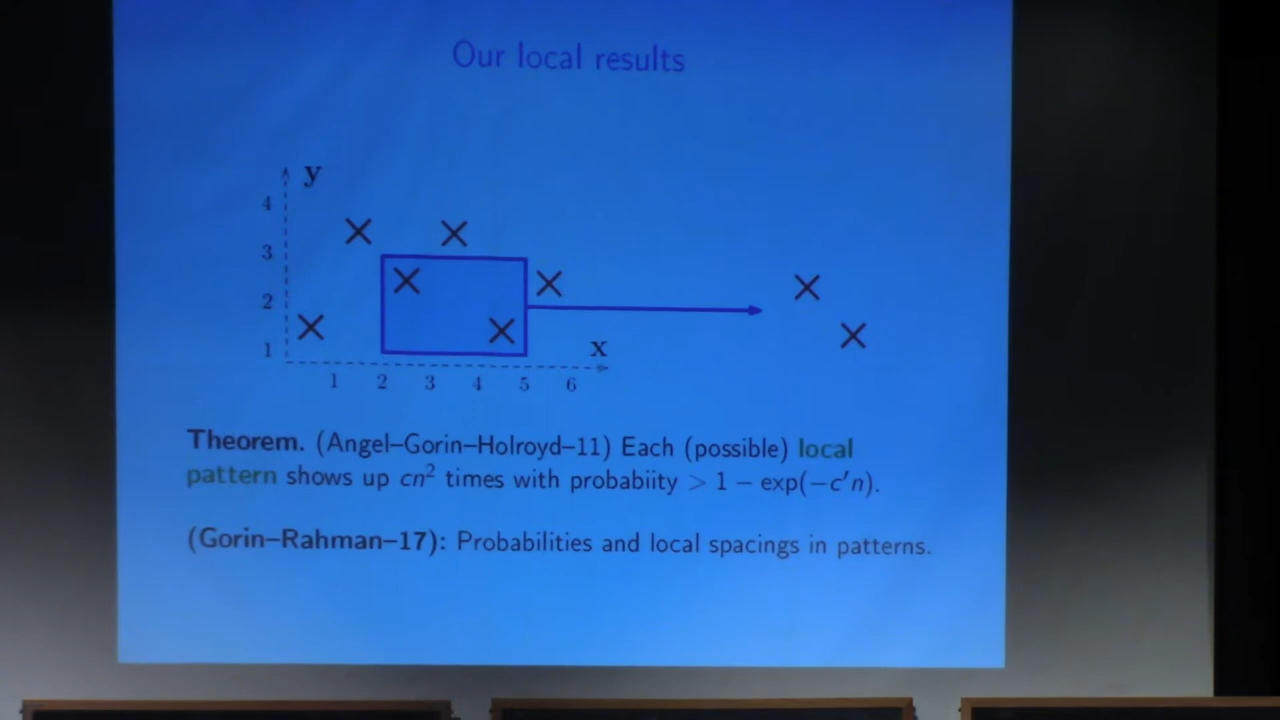 Our local results
y
4
3
2
1
x
1 2 3 4 5 6
Theorem. (Angel–Gorin–Holroyd–11) Each (possible) local
pattern shows up cn² times with probabiity > 1 − exp(−c′n).
(Gorin–Rahman–17): Probabilities and local spacings in patterns.